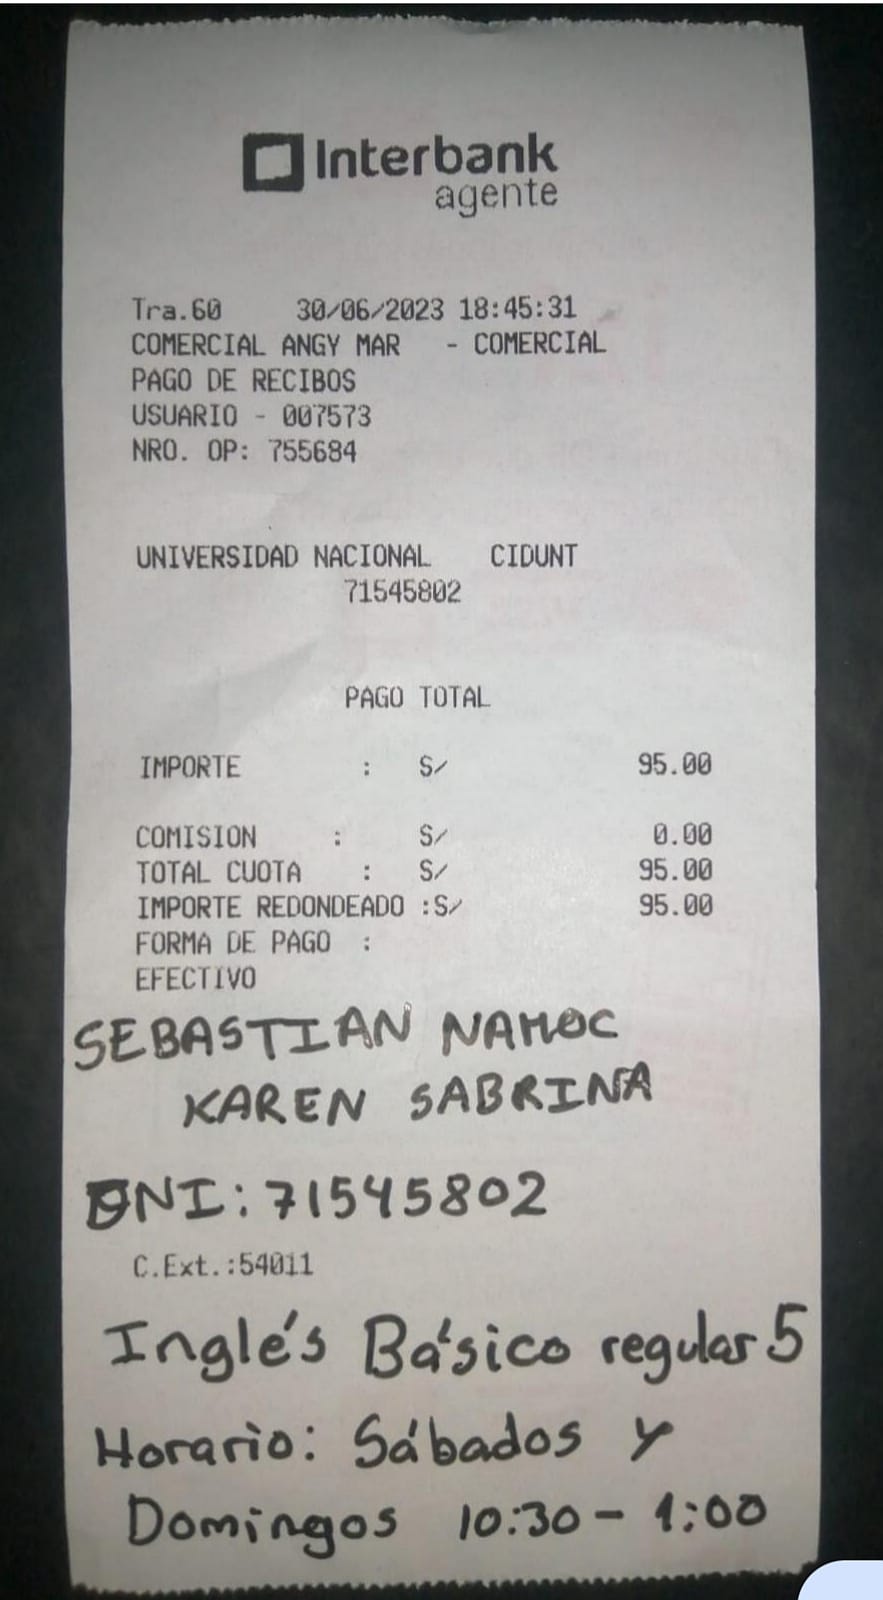 Interbank
agente
Tra.60 30/06/2023 18:45:31
COMERCIAL ANGY MAR - COMERCIAL
PAGO DE RECIBOS
USUARIO - 007573
NRO. OP: 755684
UNIVERSIDAD NACIONAL CIDUNT
71545802
PAGO TOTAL
IMPORTE : S/ 95.00
COMISION : S/ 0.00
TOTAL CUOTA : S/ 95.00
IMPORTE REDONDEADO :S/ 95.00
FORMA DE PAGO :
EFECTIVO
SEBASTIAN NAMOC
KAREN SABRINA
DNI: 71545802
C.Ext.:54011
Inglés Básico regular 5
Horario: Sábados y
Domingos 10:30 - 1:00